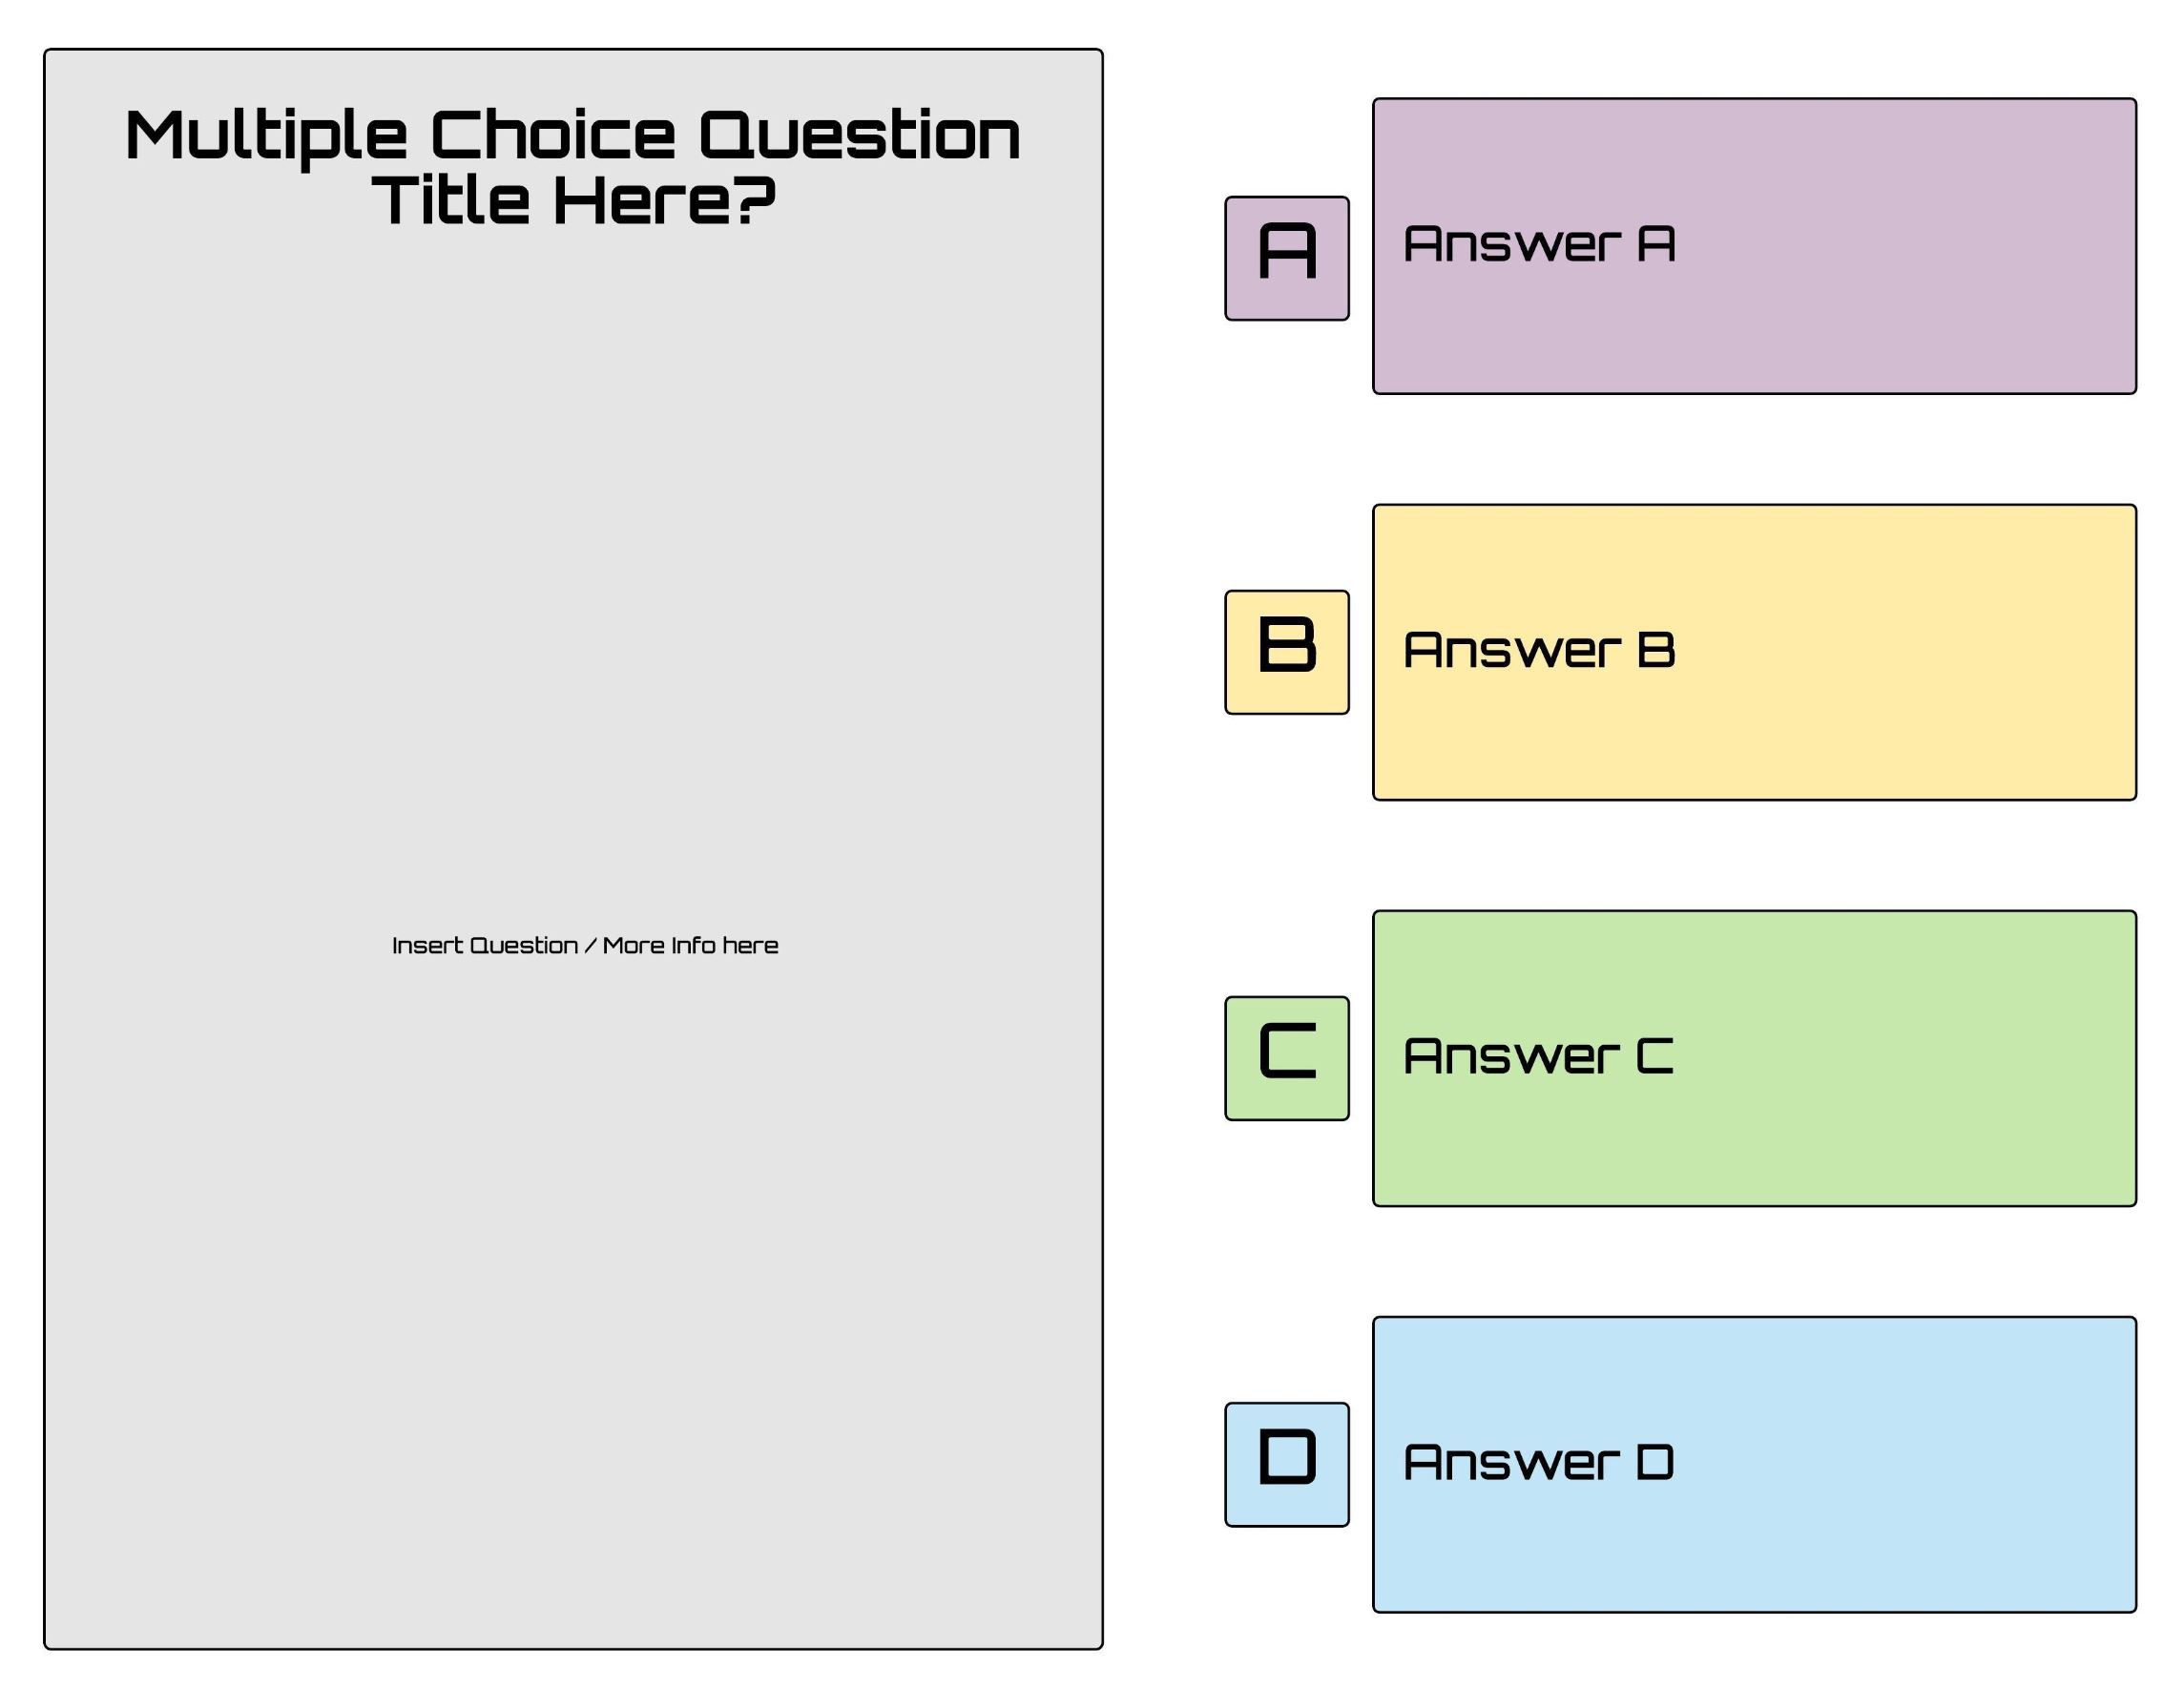 Multiple Choice Question
Title Here?
Insert Question / More Info here
A
Answer A
B
Answer B
C
Answer C
D
Answer D